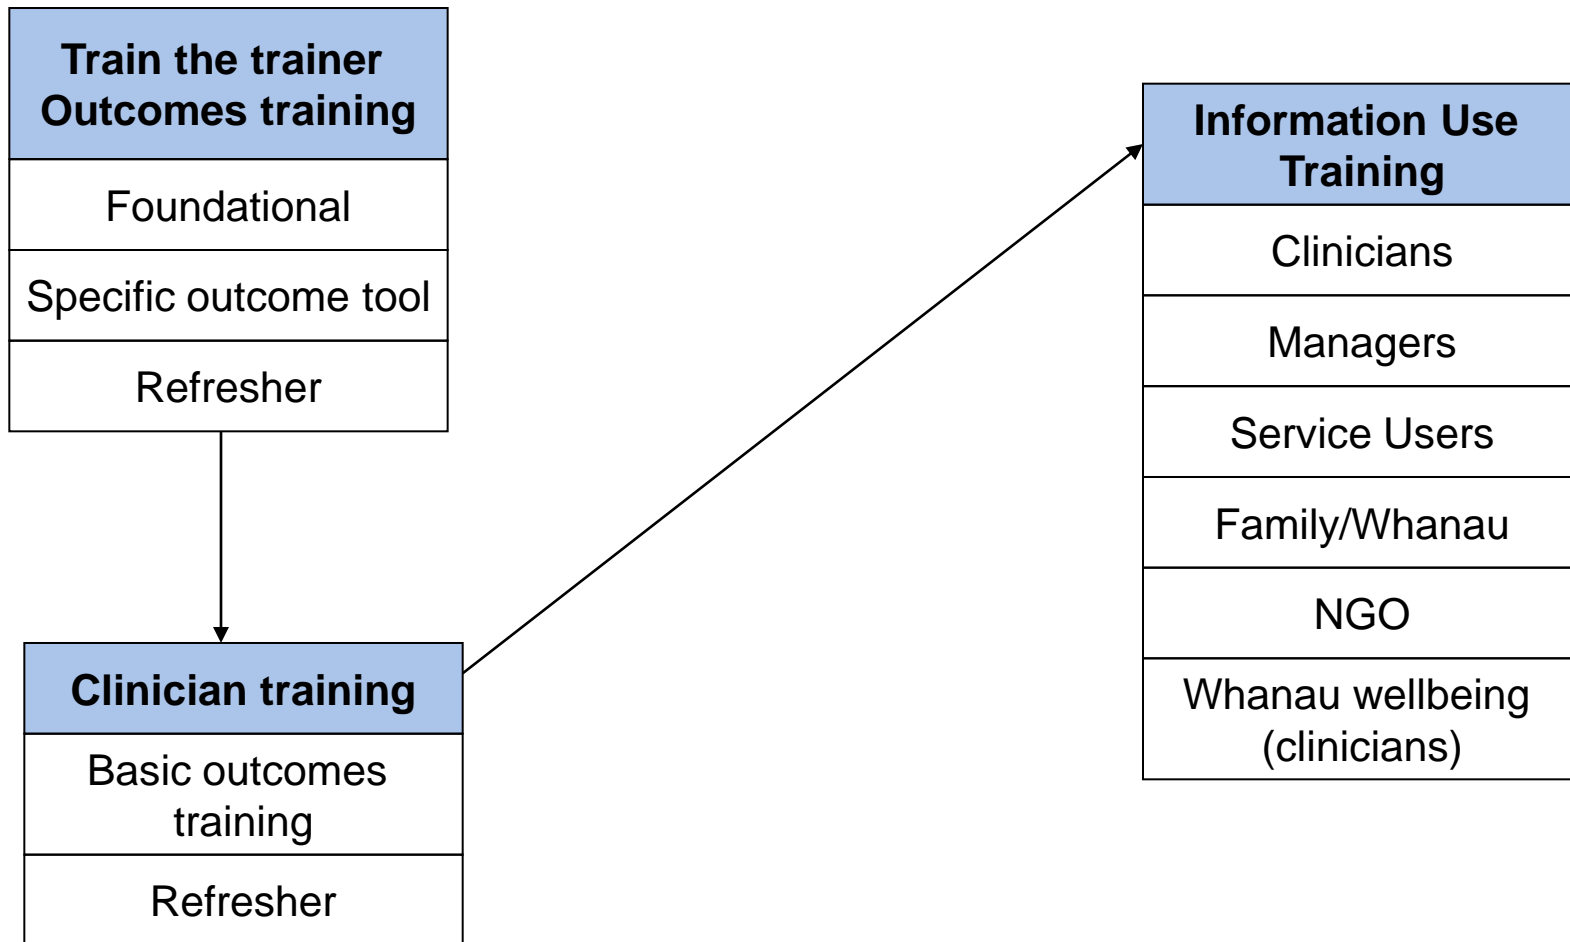 Train the trainer
Outcomes training
Foundational
Specific outcome tool
Refresher
Clinician training
Basic outcomes
training
Refresher
Information Use
Training
Clinicians
Managers
Service Users
Family/Whanau
NGO
Whanau wellbeing
(clinicians)